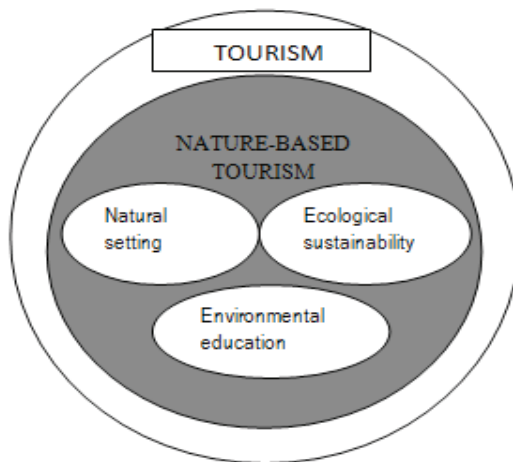 TOURISM
NATURE-BASED
TOURISM
Natural
setting
Ecological
sustainability
Environmental
education